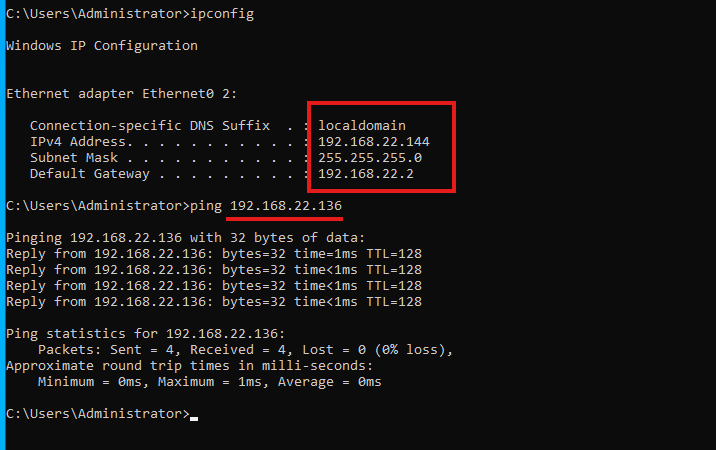 C:\Users\Administrator>ipconfig
Windows IP Configuration
Ethernet adapter Ethernet0 2:
Connection-specific DNS Suffix  . : localdomain
IPv4 Address. . . . . . . . . . . : 192.168.22.144
Subnet Mask . . . . . . . . . . . : 255.255.255.0
Default Gateway . . . . . . . . . : 192.168.22.2
C:\Users\Administrator>ping 192.168.22.136
Pinging 192.168.22.136 with 32 bytes of data:
Reply from 192.168.22.136: bytes=32 time=1ms TTL=128
Reply from 192.168.22.136: bytes=32 time<1ms TTL=128
Reply from 192.168.22.136: bytes=32 time<1ms TTL=128
Reply from 192.168.22.136: bytes=32 time<1ms TTL=128
Ping statistics for 192.168.22.136:
Packets: Sent = 4, Received = 4, Lost = 0 (0% loss),
Approximate round trip times in milli-seconds:
Minimum = 0ms, Maximum = 1ms, Average = 0ms
C:\Users\Administrator>